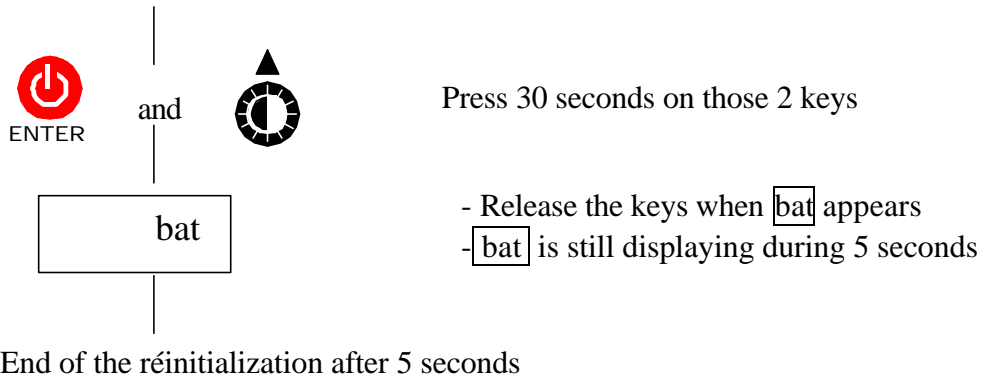 ENTER
and
Press 30 seconds on those 2 keys
bat
- Release the keys when bat appears
- bat is still displaying during 5 seconds
End of the réinitialization after 5 seconds